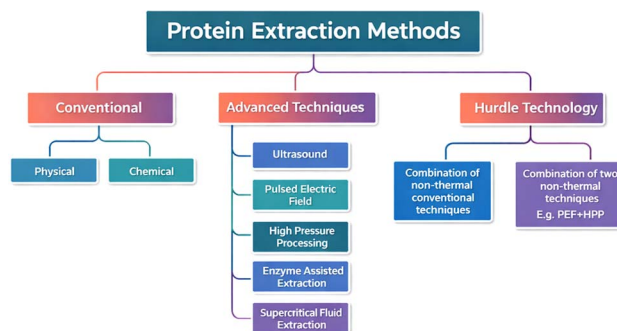 Protein Extraction Methods
Conventional
Advanced Techniques
Hurdle Technology
Physical
Chemical
Ultrasound
Pulsed Electric
Field
High Pressure
Processing
Enzyme Assisted
Extraction
Supercritical Fluid
Extraction
Combination of
non-thermal
conventional
techniques
Combination of two
non-thermal
techniques
E.g. PEF+HPP